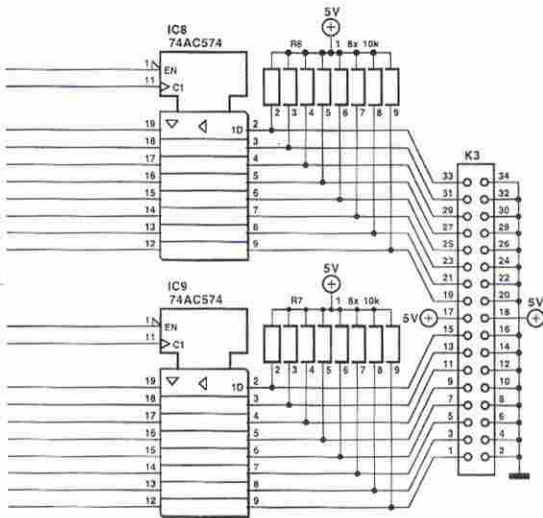 5V
IC8
74AC574
R6 1 8x 10k
1 EN
11 C1
2 3 4 5 6 7 8 9
19 1D 2
18 3
17 4
16 5
15 6
14 7
13 8
12 9
K3
33 34
31 32
29 30
27 28
25 26
23 24
21 22
19 20
5V 17 18 5V
15 16
13 14
11 12
9 10
7 8
5 6
3 4
1 2
5V
IC9
74AC574
R7 1 8x 10k
1 EN
11 C1
2 3 4 5 6 7 8 9
19 1D 2
18 3
17 4
16 5
15 6
14 7
13 8
12 9